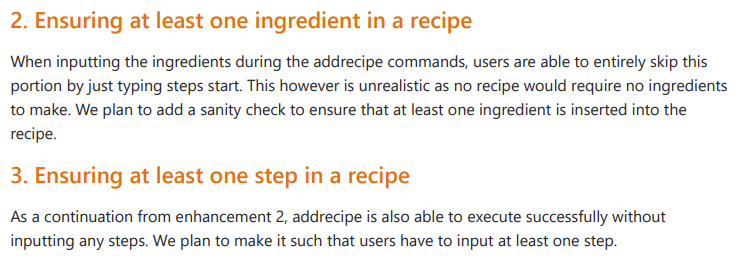 2. Ensuring at least one ingredient in a recipe
When inputting the ingredients during the addrecipe commands, users are able to entirely skip this
portion by just typing steps start. This however is unrealistic as no recipe would require no ingredients
to make. We plan to add a sanity check to ensure that at least one ingredient is inserted into the
recipe.
3. Ensuring at least one step in a recipe
As a continuation from enhancement 2, addrecipe is also able to execute successfully without
inputting any steps. We plan to make it such that users have to input at least one step.